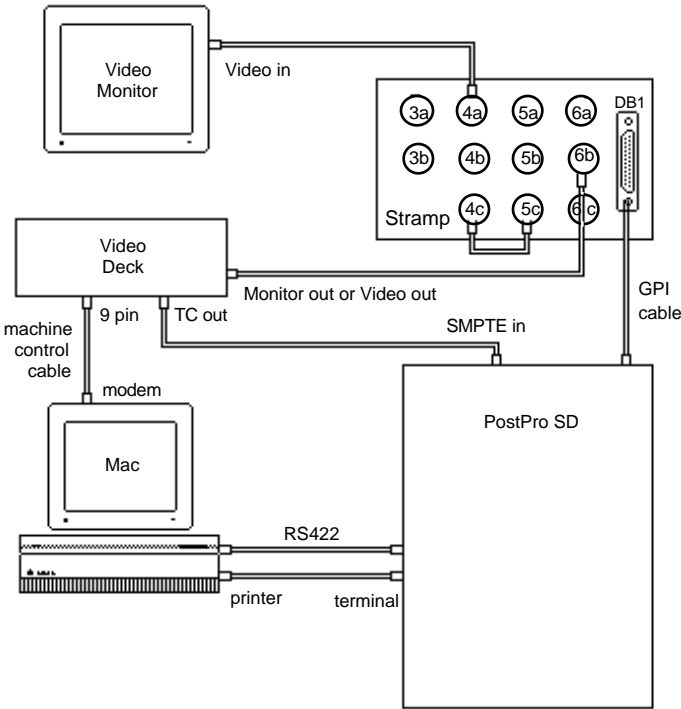 Video
Monitor
Video in
DB1
3a 4a 5a 6a
3b 4b 5b 6b
4c 5c 6 c
Stramp
Video
Deck
Monitor out or Video out
GPI
cable
9 pin
TC out
SMPTE in
machine
control
cable
modem
PostPro SD
Mac
RS422
printer
terminal